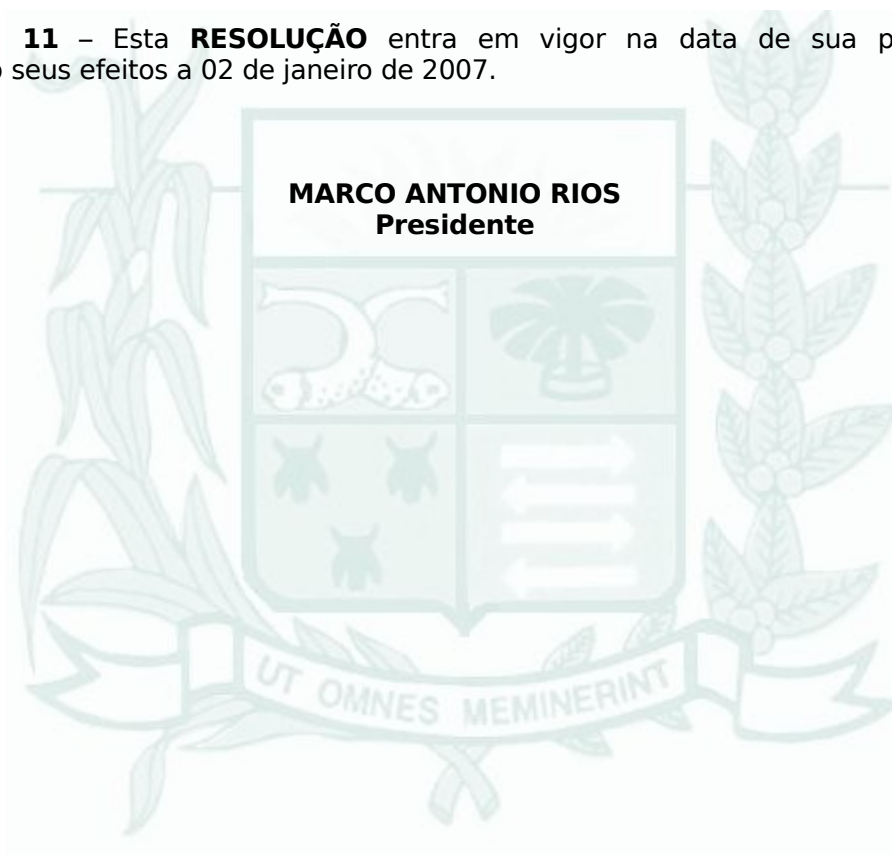 11 – Esta RESOLUÇÃO entra em vigor na data de sua p
o seus efeitos a 02 de janeiro de 2007.
MARCO ANTONIO RIOS
Presidente
UT OMNES MEMINERINT